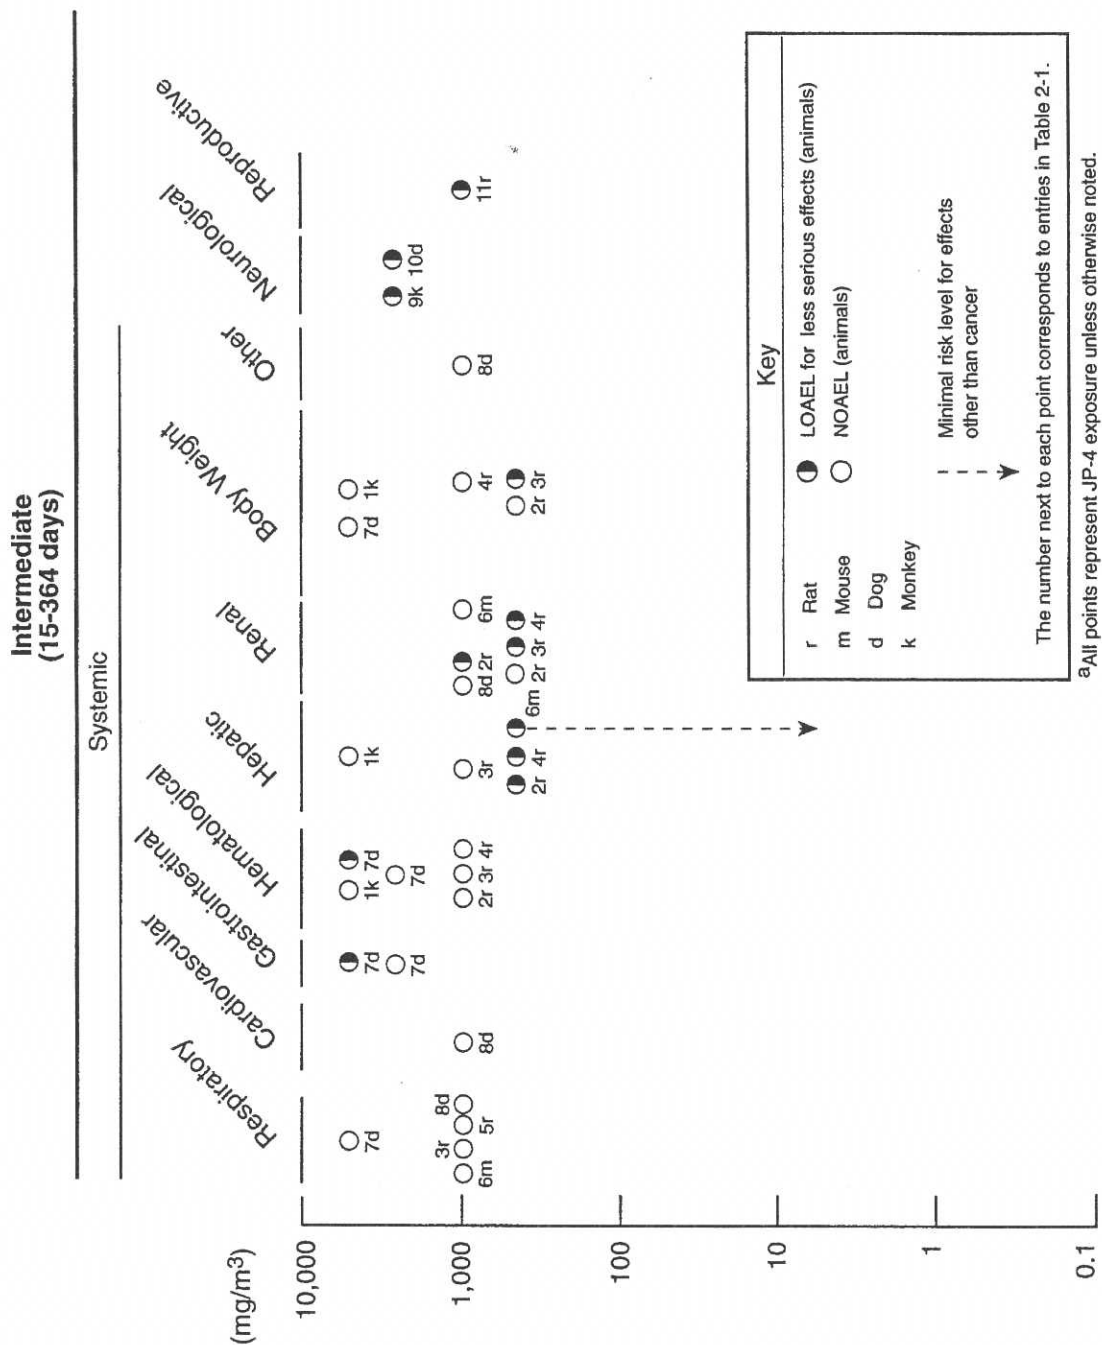 Intermediate
(15-364 days)
Systemic
Respiratory
Cardiovascular
Gastrointestinal
Hematological
Hepatic
Renal
Body Weight
Other
Neurological
Reproductive
(mg/m3)
10,000
1,000
100
10
1
0.1
7d
6m
3r
5r
8d
8d
7d
7d
1k
7d
7d
2r
3r
4r
1k
3r
2r
4r
6m
8d
2r
6m
2r
3r
4r
7d
1k
4r
2r
3r
8d
9k
10d
11r
*
Key
r Rat
m Mouse
d Dog
k Monkey
LOAEL for less serious effects (animals)
NOAEL (animals)
Minimal risk level for effects
other than cancer
The number next to each point corresponds to entries in Table 2-1.
aAll points represent JP-4 exposure unless otherwise noted.